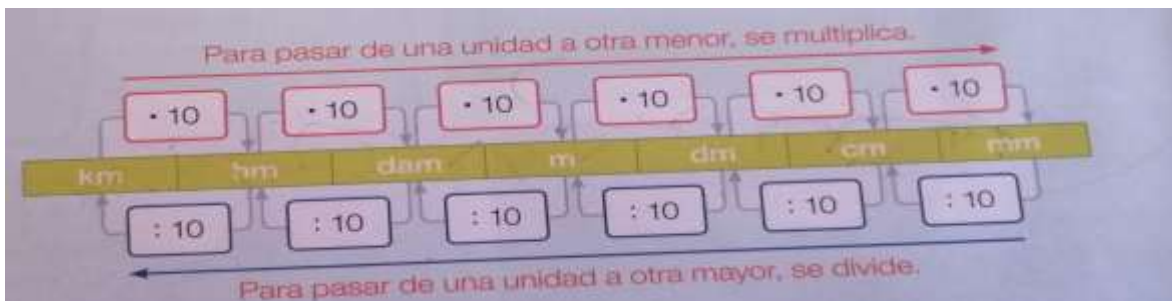 Para pasar de una unidad a otra menor, se multiplica.
· 10 · 10 · 10 · 10 · 10 · 10
km hm dam m dm cm mm
: 10 : 10 : 10 : 10 : 10 : 10
Para pasar de una unidad a otra mayor, se divide.